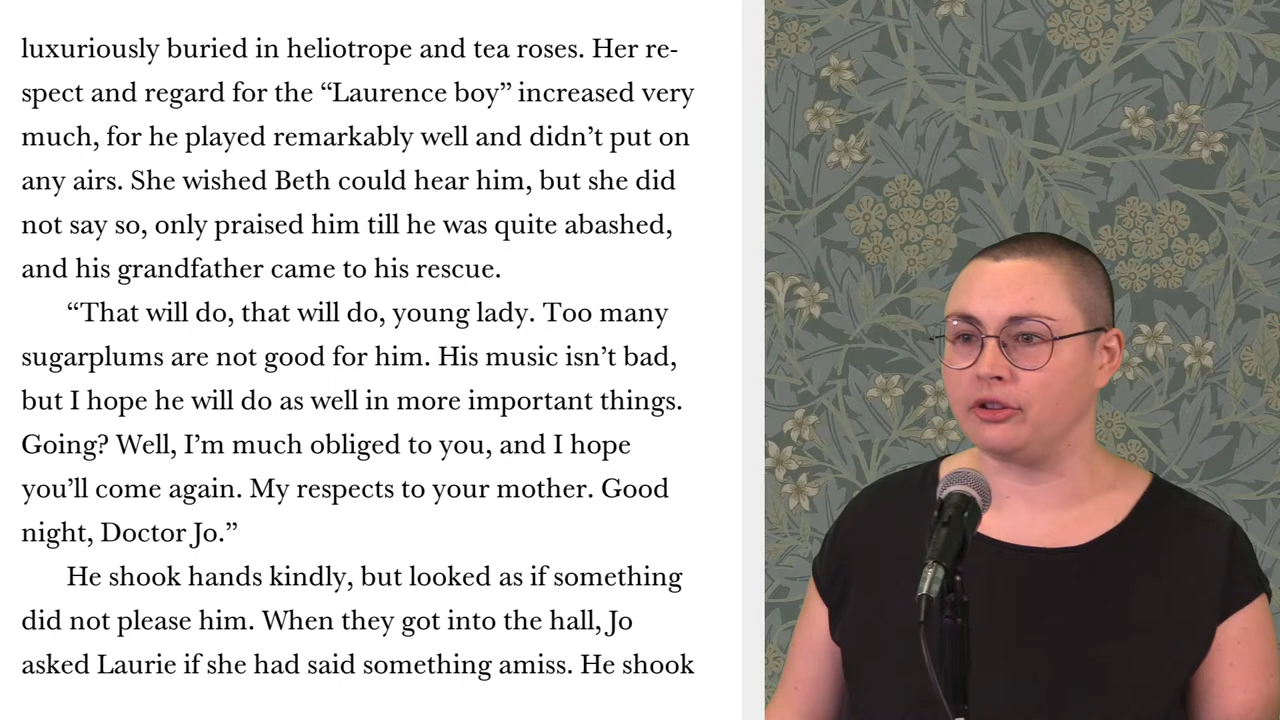 luxuriously buried in heliotrope and tea roses. Her re-
spect and regard for the “Laurence boy” increased very
much, for he played remarkably well and didn’t put on
any airs. She wished Beth could hear him, but she did
not say so, only praised him till he was quite abashed,
and his grandfather came to his rescue.
“That will do, that will do, young lady. Too many
sugarplums are not good for him. His music isn’t bad,
but I hope he will do as well in more important things.
Going? Well, I’m much obliged to you, and I hope
you’ll come again. My respects to your mother. Good
night, Doctor Jo.”
He shook hands kindly, but looked as if something
did not please him. When they got into the hall, Jo
asked Laurie if she had said something amiss. He shook